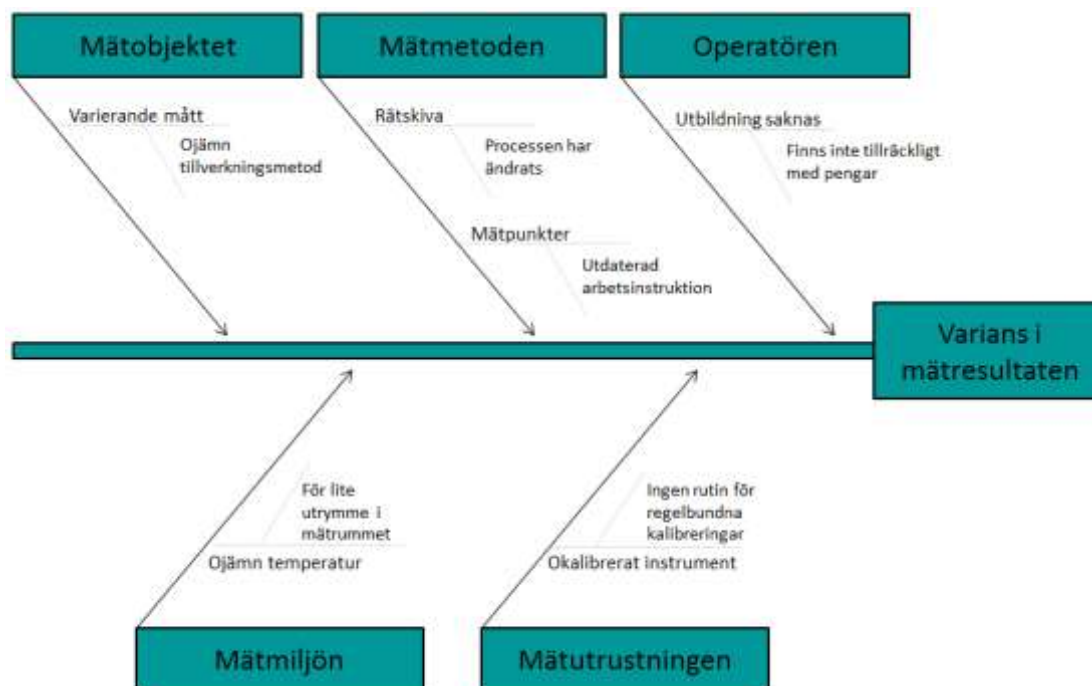 Mätobjektet
Mätmetoden
Operatören
Varierande mått
Ojämn
tillverkningsmetod
Rätskiva
Processen har
ändrats
Mätpunkter
Utdaterad
arbetsinstruktion
Utbildning saknas
Finns inte tillräckligt
med pengar
Varians i
mätresultaten
För lite
utrymme i
mätrummet
Ojämn temperatur
Ingen rutin för
regelbundna
kalibreringar
Okalibrerat instrument
Mätmiljön
Mätutrustningen